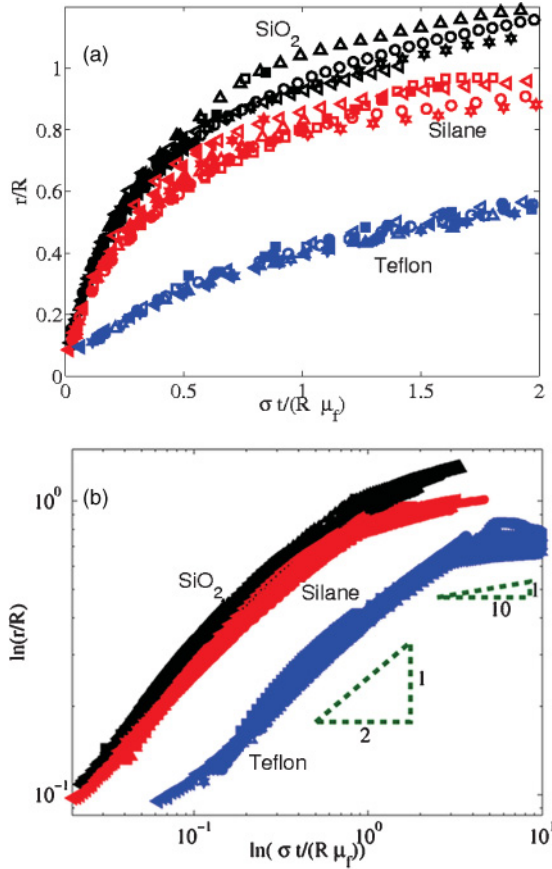 (a)
SiO2
Silane
Teflon
r/R
1
0.8
0.6
0.4
0.2
0
0 0.5 1 1.5 2
σ t/(R μf)
(b)
SiO2
Silane
Teflon
ln(r/R)
10^0
10^-1
1
10
1
2
10^-1 10^0 10^1
ln( σ t/(R μf))